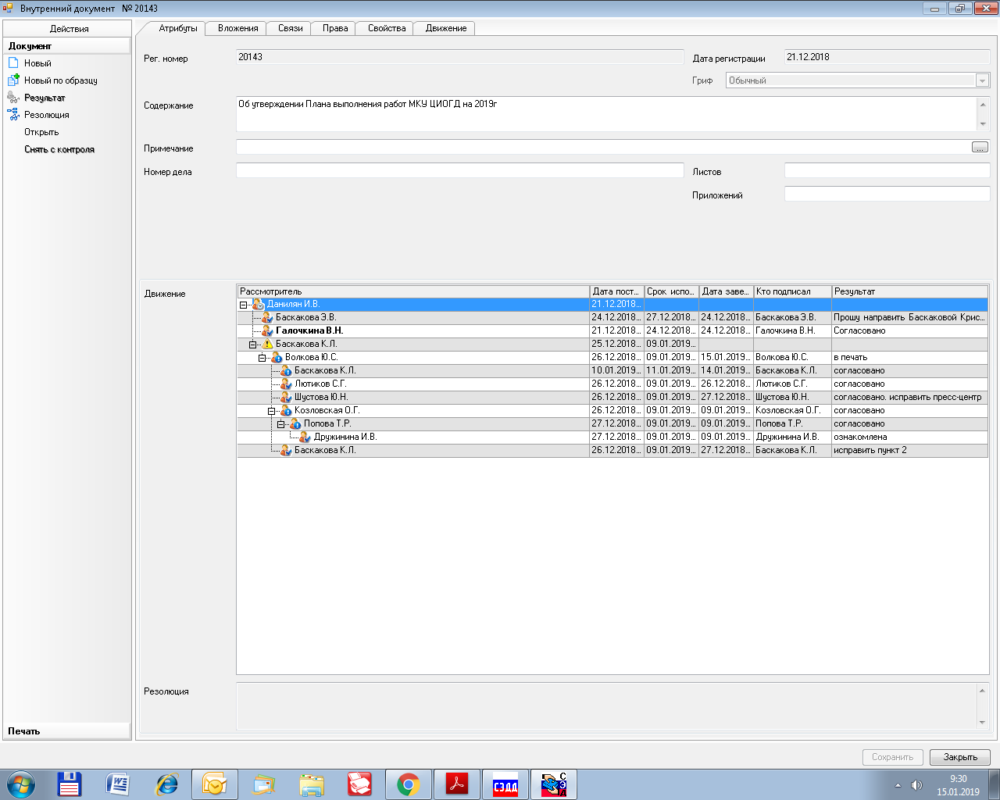 Внутренний документ № 20143
Действия
Документ
Новый
Новый по образцу
Результат
Резолюция
Открыть
Снять с контроля
Печать
Атрибуты Вложения Связи Права Свойства Движение
Рег. номер 20143 Дата регистрации 21.12.2018
Гриф Обычный
Содержание Об утверждении Плана выполнения работ МКУ ЦИОГД на 2019г
Примечание ...
Номер дела Листов
Приложений
Движение
Рассмотритель Дата пост... Срок испо... Дата заве... Кто подписал Результат
Данилян И.В. 21.12.2018...
Баскакова Э.В. 24.12.2018... 27.12.2018... 24.12.2018... Баскакова Э.В. Прошу направить Баскаковой Крис...
Галочкина В.Н. 21.12.2018... 24.12.2018... 24.12.2018... Галочкина В.Н. Согласовано
Баскакова К.Л. 25.12.2018... 09.01.2019...
Волкова Ю.С. 26.12.2018... 09.01.2019... 15.01.2019... Волкова Ю.С. в печать
Баскакова К.Л. 10.01.2019... 11.01.2019... 14.01.2019... Баскакова К.Л. согласовано
Лютиков С.Г. 26.12.2018... 09.01.2019... 26.12.2018... Лютиков С.Г. согласовано
Шустова Ю.Н. 26.12.2018... 09.01.2019... 27.12.2018... Шустова Ю.Н. согласовано. исправить пресс-центр
Козловская О.Г. 26.12.2018... 09.01.2019... 09.01.2019... Козловская О.Г. согласовано
Попова Т.Р. 27.12.2018... 09.01.2019... 09.01.2019... Попова Т.Р. согласовано
Дружинина И.В. 27.12.2018... 09.01.2019... 09.01.2019... Дружинина И.В. ознакомлена
Баскакова К.Л. 26.12.2018... 09.01.2019... 27.12.2018... Баскакова К.Л. исправить пункт 2
Резолюция
Сохранить Закрыть
СЭДД
СЭД
9:30
15.01.2019